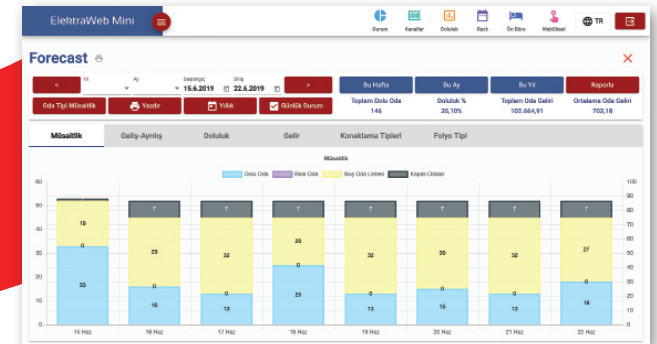 ElektraWeb Mini
Durum Kanallar Doluluk Rack Ön Büro WebSitesi TR
Forecast
< Yıl Ay Başlangıç Bitiş >
15.6.2019 22.6.2019
Bu Hafta Bu Ay Bu Yıl Raporla
Oda Tipi Müsaitlik Yazdır Yıllık Günlük Durum
Toplam Dolu Oda Doluluk % Toplam Oda Geliri Ortalama Oda Geliri
146 35,10% 102.664,91 703,18
Müsaitlik Geliş-Ayrılış Doluluk Gelir Konaklama Tipleri Folyo Tipi
Müsaitlik
Dolu Oda Blok Oda Boş Oda Listesi Kapalı Odalar
60 100
90
50 7 7 7 7 7 7 7 80
19 70
40 29 32 20 32 30 32 27 60
0 50
30 0 40
20 33 0 0 25 0 0 0 0 30
10 16 13 13 15 13 18 20
10
0 0
15 Haz 16 Haz 17 Haz 18 Haz 19 Haz 20 Haz 21 Haz 22 Haz